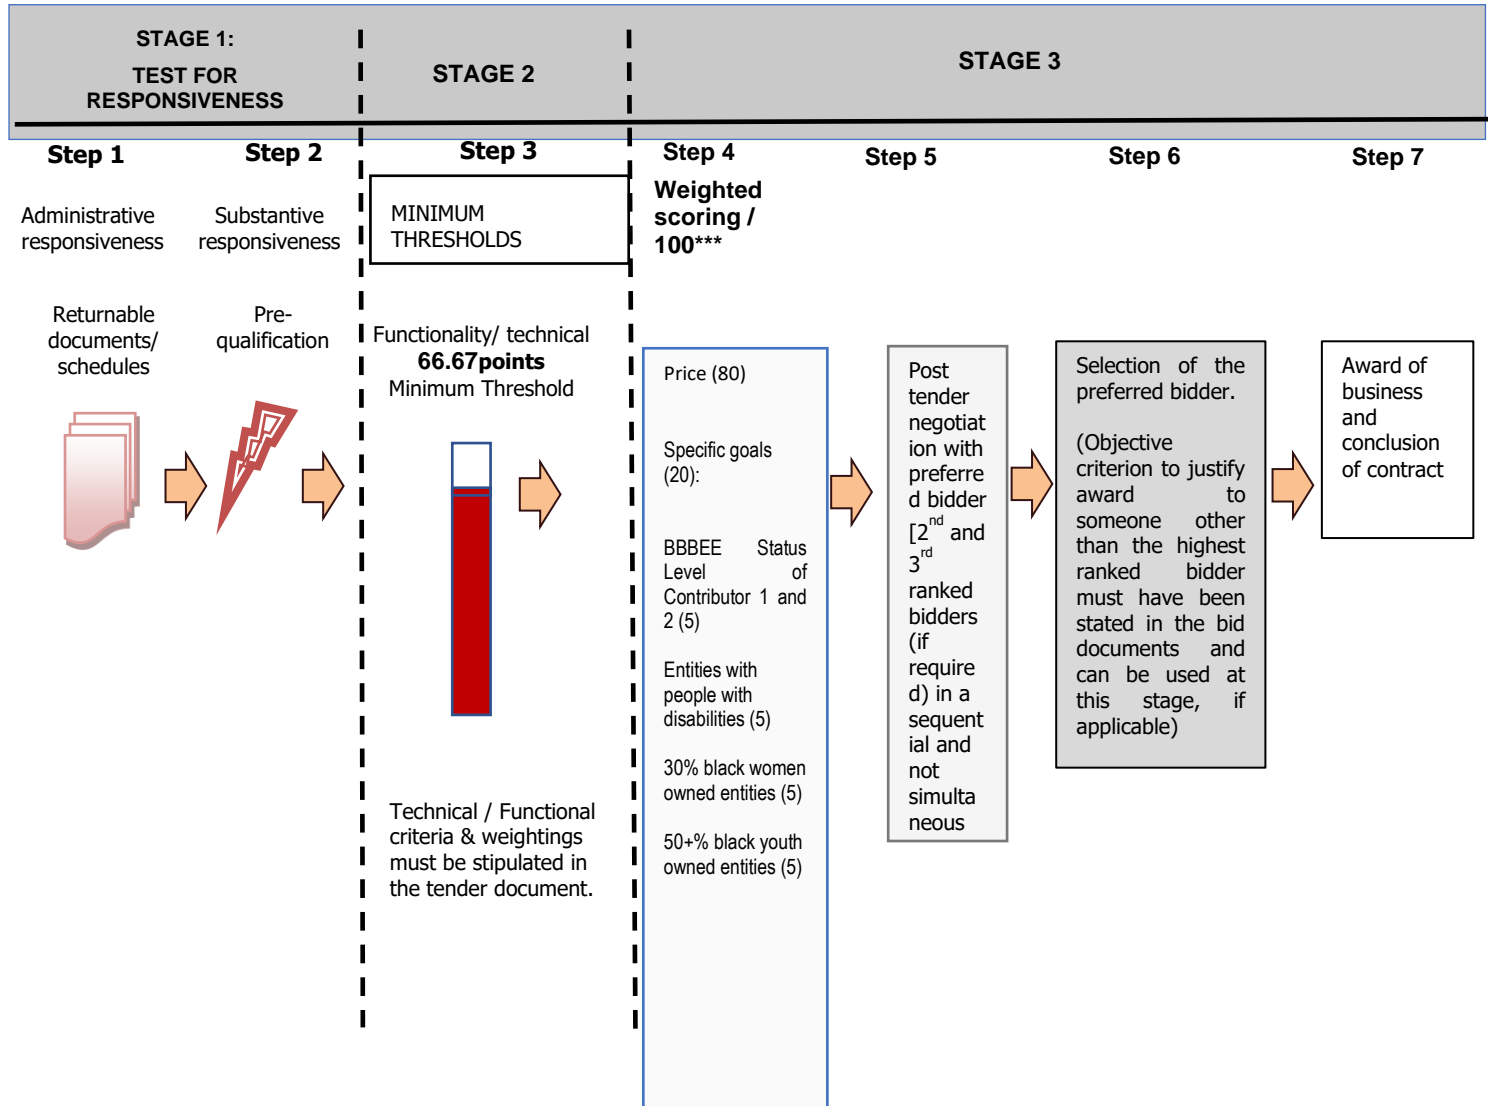 STAGE 1:
TEST FOR
RESPONSIVENESS
STAGE 2
STAGE 3
Step 1
Step 2
Step 3
Step 4
Step 5
Step 6
Step 7
Administrative
responsiveness
Substantive
responsiveness
MINIMUM
THRESHOLDS
Weighted
scoring /
100***
Returnable
documents/
schedules
Pre-
qualification
Functionality/ technical
66.67points
Minimum Threshold
Technical / Functional
criteria & weightings
must be stipulated in
the tender document.
Price (80)
Specific goals
(20):
BBBEE Status
Level of
Contributor 1 and
2 (5)
Entities with
people with
disabilities (5)
30% black women
owned entities (5)
50+% black youth
owned entities (5)
Post
tender
negotiat
ion with
preferre
d bidder
[2nd and
3rd
ranked
bidders
(if
require
d) in a
sequent
ial and
not
simulta
neous
Selection of the
preferred bidder.
(Objective
criterion to justify
award to
someone other
than the highest
ranked bidder
must have been
stated in the bid
documents and
can be used at
this stage, if
applicable)
Award of
business
and
conclusion
of contract